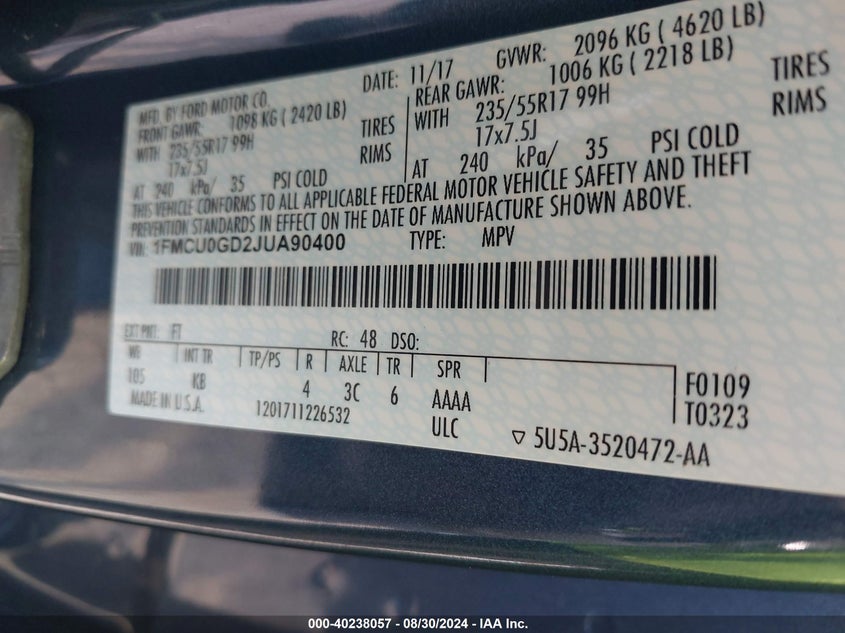 MFD. BY FORD MOTOR CO. DATE: 11/17 GVWR: 2096 KG ( 4620 LB)
FRONT GAWR: 1098 KG ( 2420 LB) REAR GAWR: 1006 KG ( 2218 LB)
WITH 235/55R17 99H TIRES WITH 235/55R17 99H TIRES
17x7.5J RIMS 17x7.5J RIMS
AT 240 kPa/ 35 PSI COLD AT 240 kPa/ 35 PSI COLD
THIS VEHICLE CONFORMS TO ALL APPLICABLE FEDERAL MOTOR VEHICLE SAFETY AND THEFT
PREVENTION STANDARDS IN EFFECT ON THE DATE OF MANUFACTURE SHOWN ABOVE.
VIN: 1FMCU0GD2JUA90400 TYPE: MPV
EXT PNT: FT RC: 48 DSO:
WB INT TR TP/PS R AXLE TR SPR
105 KB 4 3C 6 AAAA F0109
MADE IN U.S.A. 1201711226532 ULC T0323
▽ 5U5A-3520472-AA
000-40238057 - 08/30/2024 - IAA Inc.